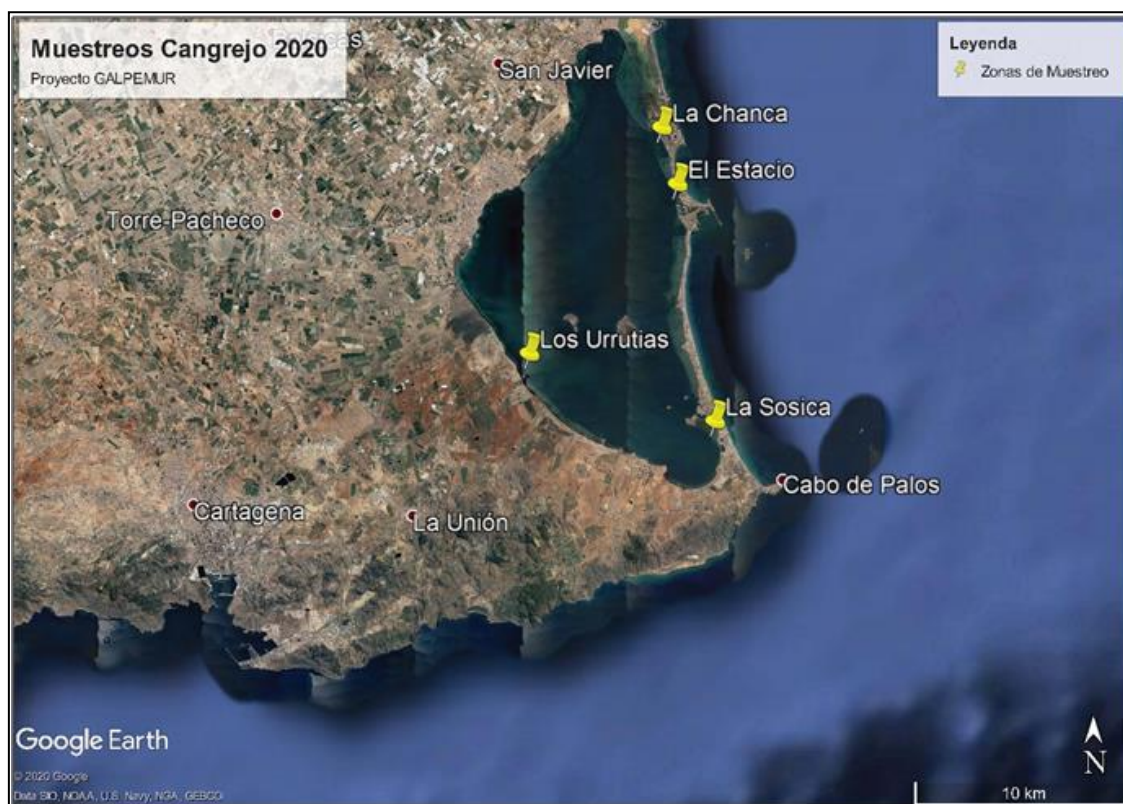 Muestreos Cangrejo 2020
Proyecto GALPEMUR
Leyenda
Zonas de Muestreo
San Javier
La Chanca
El Estacio
Torre-Pacheco
Los Urrutias
La Sosica
Cabo de Palos
Cartagena
La Unión
Google Earth
N
© 2020 Google
Data SIO, NOAA, U.S. Navy, NGA, GEBCO
10 km